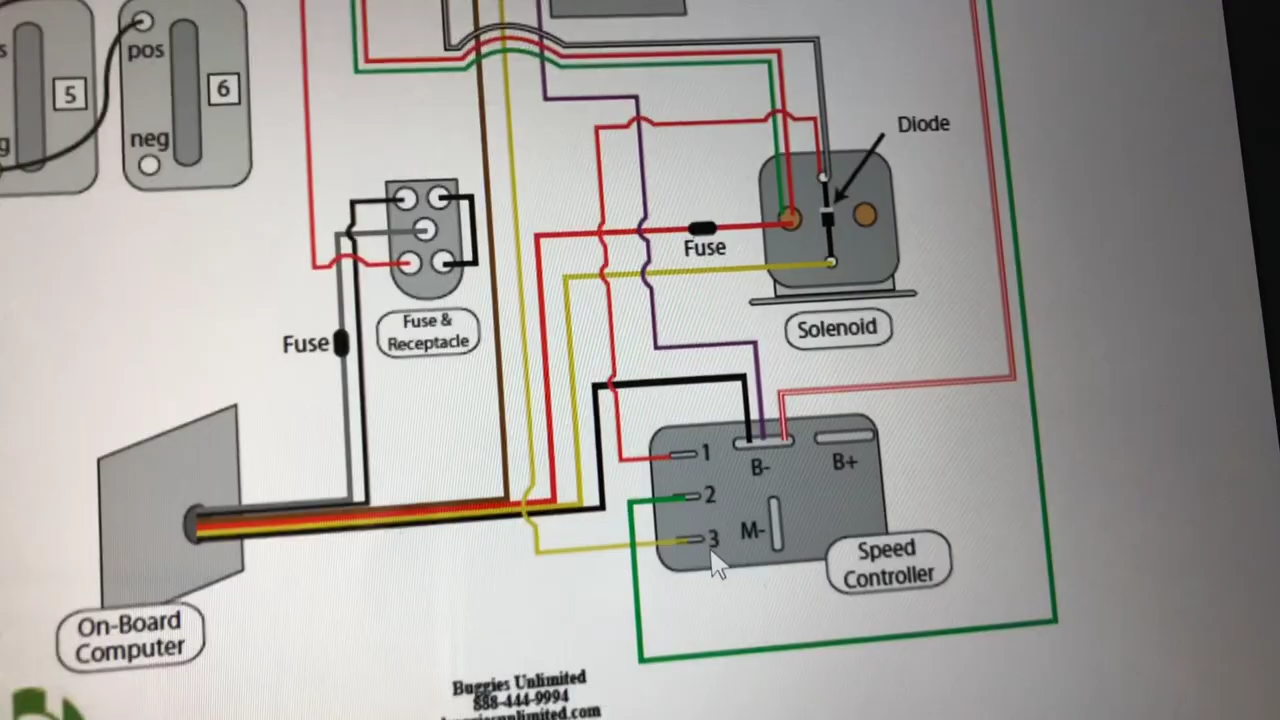 pos
5
6
neg
Diode
Fuse
Fuse &
Receptacle
Fuse
Solenoid
1
B-
B+
2
M-
3
Speed
Controller
On-Board
Computer
Buggies Unlimited
888-444-9994